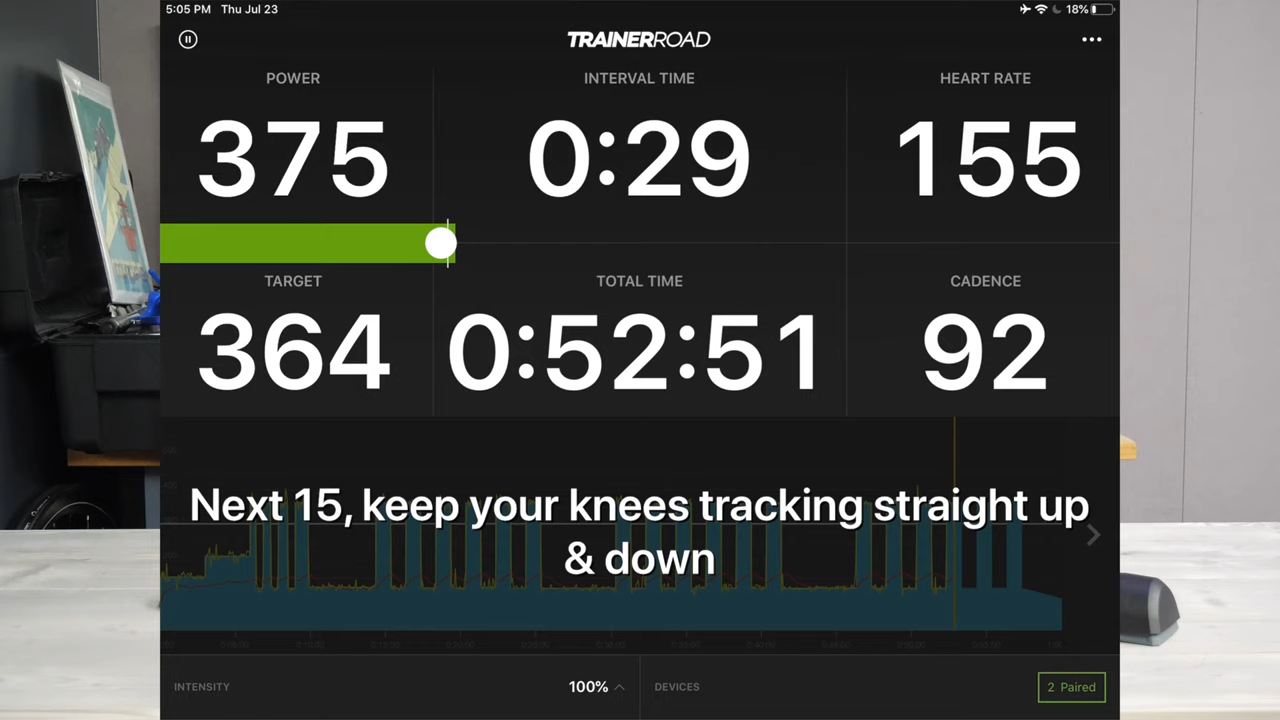 5:05 PM Thu Jul 23
18%
TRAINERROAD
POWER
INTERVAL TIME
HEART RATE
375
0:29
155
TARGET
TOTAL TIME
CADENCE
364
0:52:51
92
Next 15, keep your knees tracking straight up
& down
INTENSITY
100%
DEVICES
2 Paired